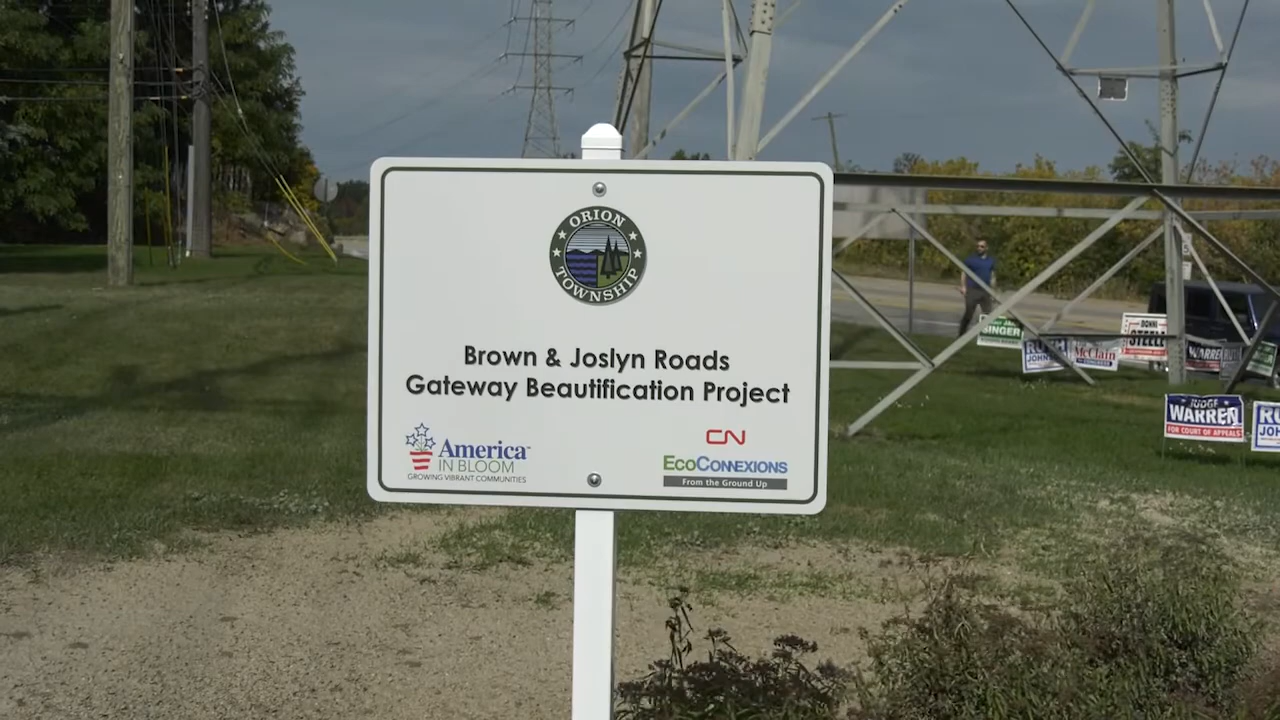 ORION
TOWNSHIP
Brown & Joslyn Roads
Gateway Beautification Project
America™
IN BLOOM
GROWING VIBRANT COMMUNITIES
CN
EcoConnexions
From the Ground Up
SINGER
McClain
STEELE
WARREN
JUDGE
WARREN
FOR COURT OF APPEALS